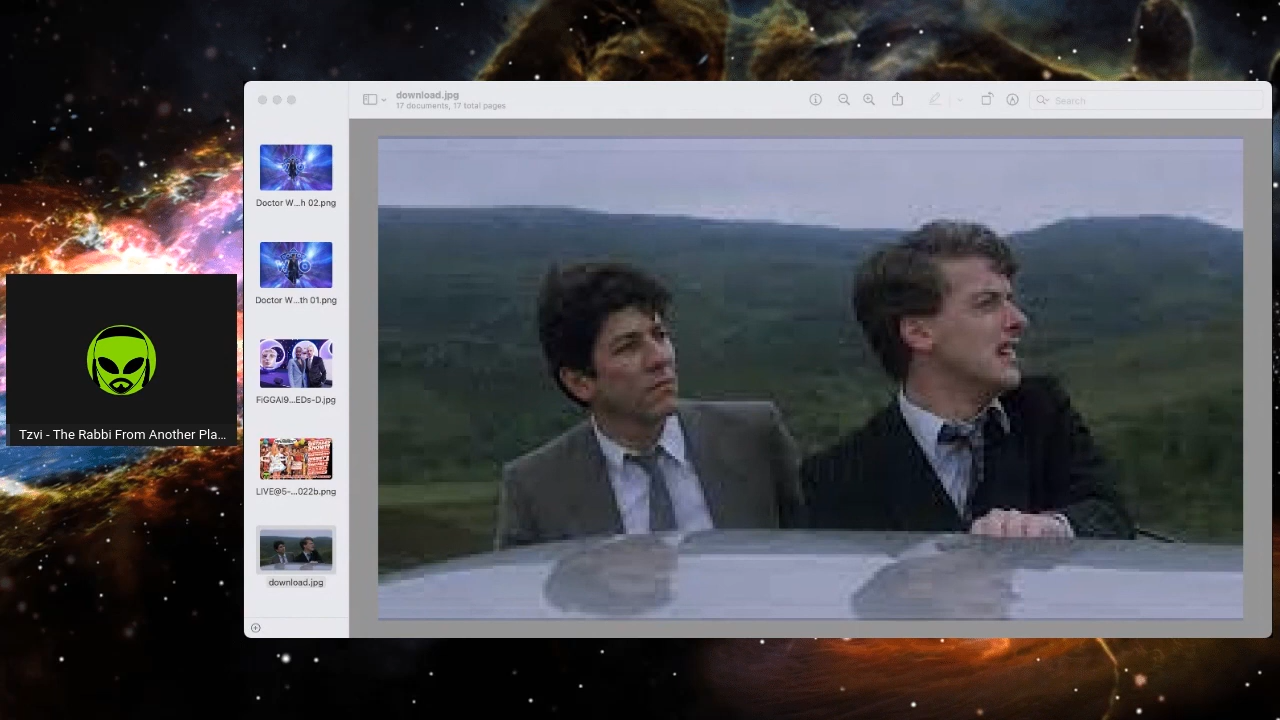 download.jpg
17 documents, 17 total pages
Search
Doctor W...h 02.png
Doctor W...th 01.png
FiGGAI9...EDs-D.jpg
LIVE@5-...022b.png
download.jpg
Tzvi - The Rabbi From Another Pla...